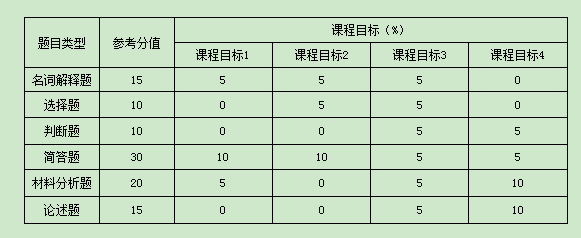 题目类型 参考分值 课程目标（%）
课程目标1 课程目标2 课程目标3 课程目标4
名词解释题 15 5 5 5 0
选择题 10 0 5 5 0
判断题 10 0 0 5 5
简答题 30 10 10 5 5
材料分析题 20 5 0 5 10
论述题 15 0 0 5 10